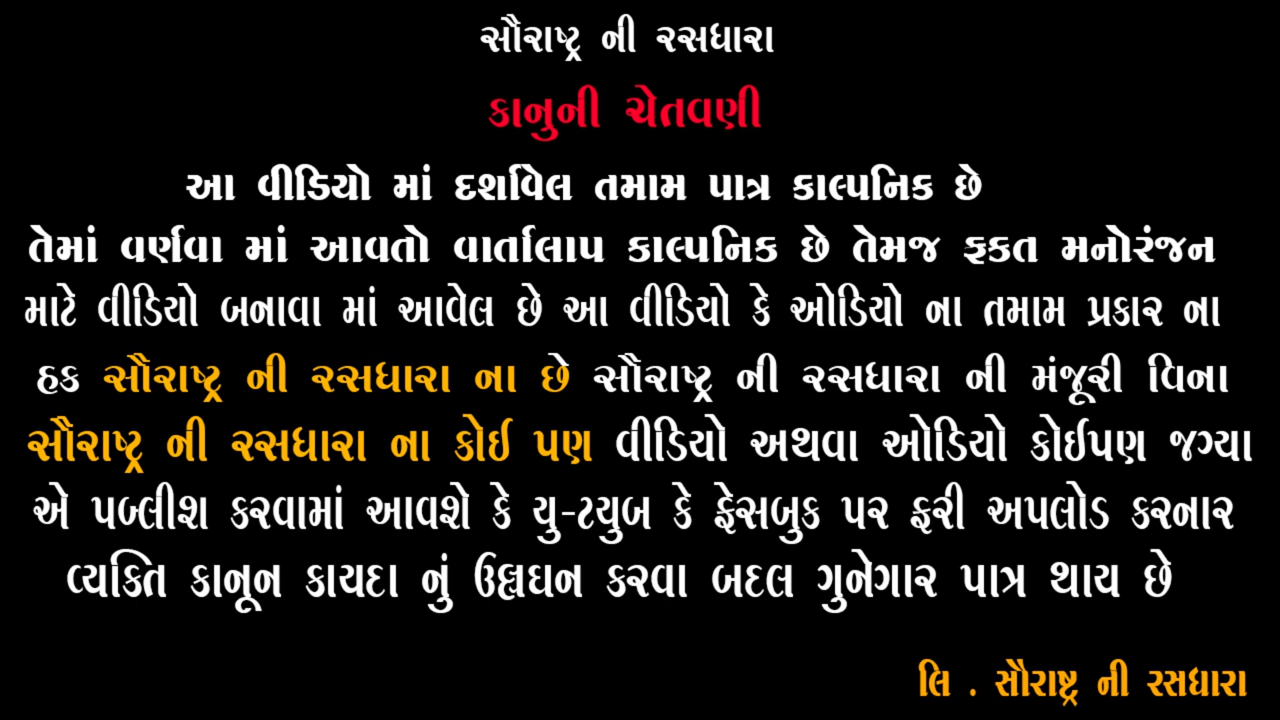 સૌરાષ્ટ્ર ની રસધારા
કાનુની ચેતવણી
આ વીડિયો માં દર્શાવેલ તમામ પાત્ર કાલ્પનિક છે
તેમાં વર્ણવા માં આવતો વાર્તાલાપ કાલ્પનિક છે તેમજ ફકત મનોરંજન
માટે વીડિયો બનાવા માં આવેલ છે આ વીડિયો કે ઓડિયો ના તમામ પ્રકાર ના
હક સૌરાષ્ટ્ર ની રસધારા ના છે સૌરાષ્ટ્ર ની રસધારા ની મંજૂરી વિના
સૌરાષ્ટ્ર ની રસધારા ના કોઈ પણ વીડિયો અથવા ઓડિયો કોઈપણ જગ્યા
એ પબ્લીશ કરવામાં આવશે કે યુ-ટયુબ કે ફેસબુક પર ફરી અપલોડ કરનાર
વ્યક્તિ કાનૂન કાયદા નું ઉલ્લઘન કરવા બદલ ગુનેગાર પાત્ર થાય છે
લિ . સૌરાષ્ટ્ર ની રસધારા